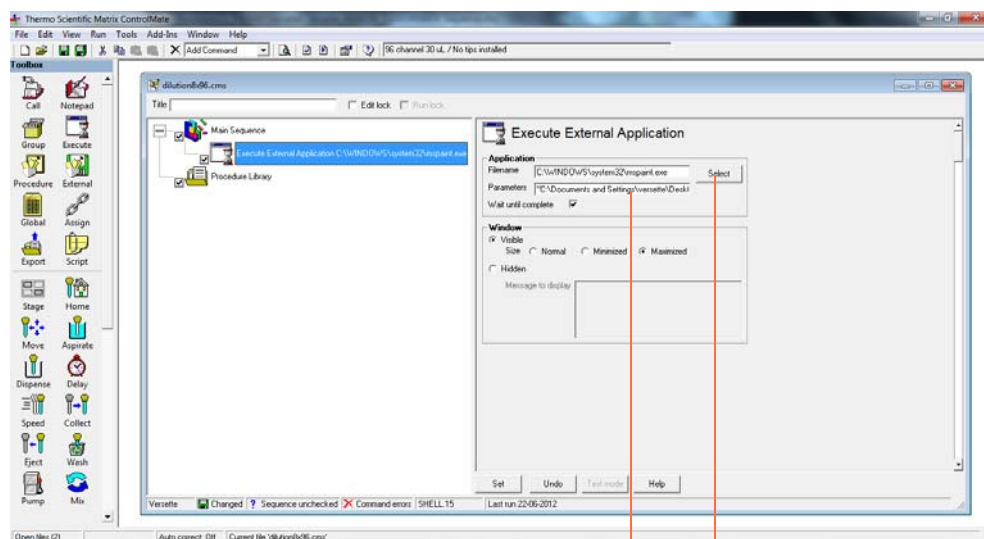 Thermo Scientific Matrix ControlMate
File Edit View Run Tools Add-Ins Window Help
Add Command
96 channel 30 uL / No tips installed
Toolbox
Call Notepad
Group Execute
Procedure External
Global Assign
Export Script
Stage Home
Move Aspirate
Dispense Delay
Speed Collect
Eject Wash
Pump Mix
dilution8x96.cms
Title
Edit lock
Run lock
Main Sequence
Execute External Application C:\WINDOWS\system32\mspaint.exe
Procedure Library
Execute External Application
Application
Filename C:\WINDOWS\system32\mspaint.exe Select
Parameters "C:\Documents and Settings\versette\Deskt
Wait until complete
Window
Visible
Size Normal Minimized Maximized
Hidden
Message to display
Set Undo Test mode Help
Versette Changed ? Sequence unchecked Command errors SHELL.15 Last run 22-06-2012
Open files (2) Auto correct: Off Current file 'dilution8x96.cms'